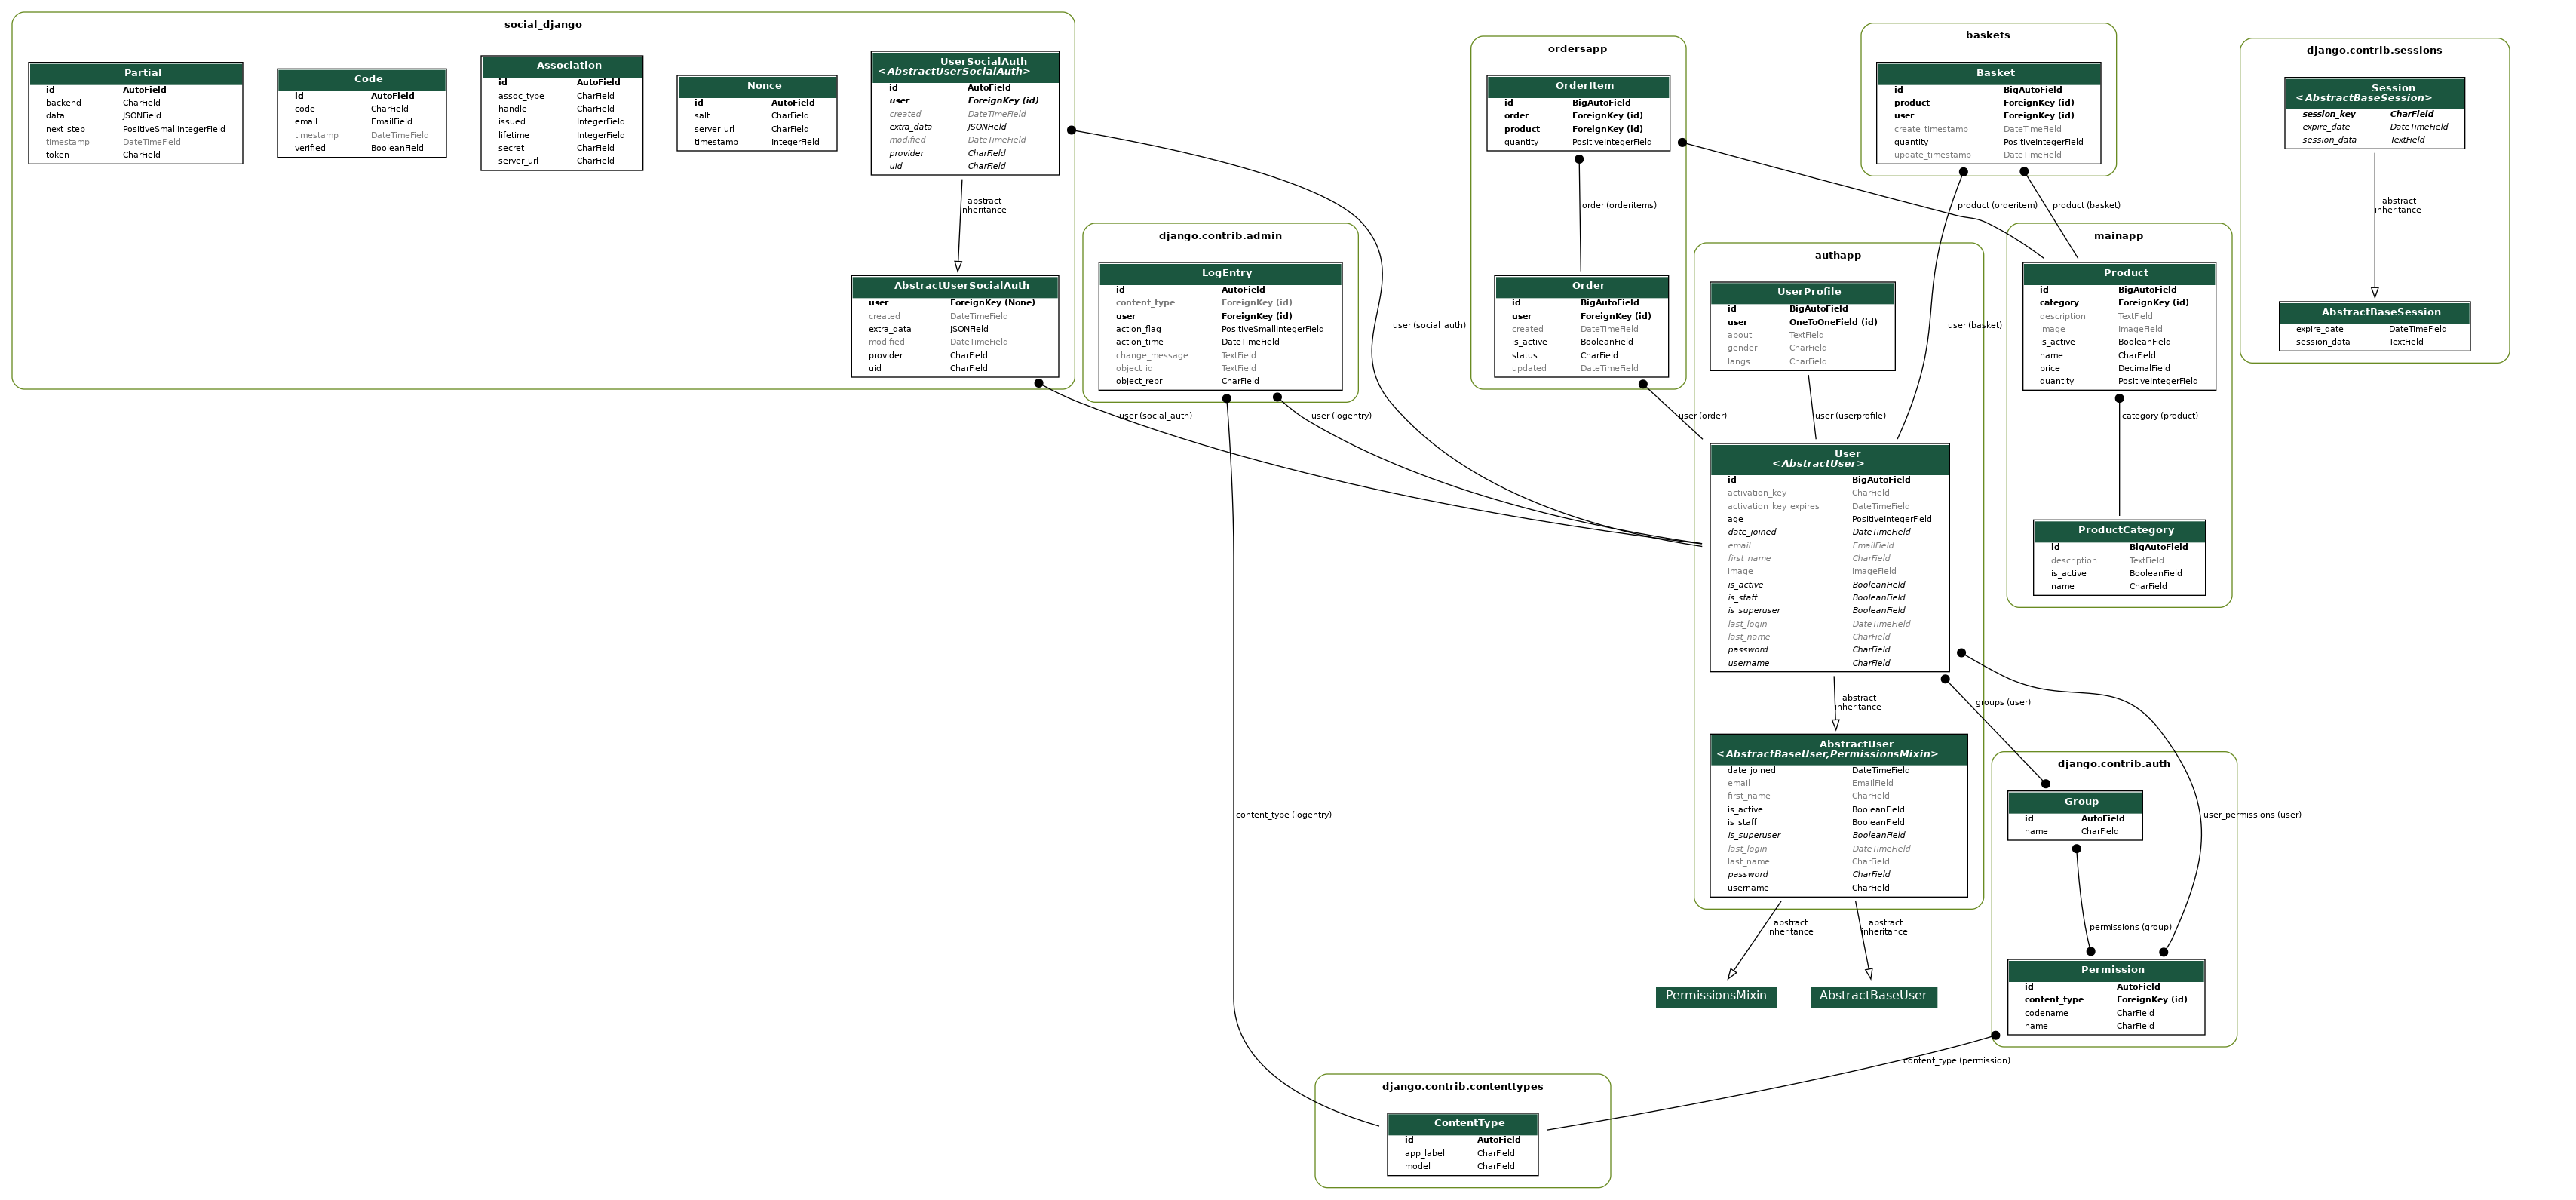 social_django
Partial
id AutoField
backend CharField
data JSONField
next_step PositiveSmallIntegerField
timestamp DateTimeField
token CharField
Code
id AutoField
code CharField
email EmailField
timestamp DateTimeField
verified BooleanField
Association
id AutoField
assoc_type CharField
handle CharField
issued IntegerField
lifetime IntegerField
secret CharField
server_url CharField
Nonce
id AutoField
salt CharField
server_url CharField
timestamp IntegerField
UserSocialAuth
<AbstractUserSocialAuth>
id AutoField
user ForeignKey (id)
created DateTimeField
extra_data JSONField
modified DateTimeField
provider CharField
uid CharField
abstract
inheritance
AbstractUserSocialAuth
user ForeignKey (None)
created DateTimeField
extra_data JSONField
modified DateTimeField
provider CharField
uid CharField
user (social_auth)
django.contrib.admin
LogEntry
id AutoField
content_type ForeignKey (id)
user ForeignKey (id)
action_flag PositiveSmallIntegerField
action_time DateTimeField
change_message TextField
object_id TextField
object_repr CharField
user (logentry)
user (social_auth)
ordersapp
OrderItem
id BigAutoField
order ForeignKey (id)
product ForeignKey (id)
quantity PositiveIntegerField
order (orderitems)
Order
id BigAutoField
user ForeignKey (id)
created DateTimeField
is_active BooleanField
status CharField
updated DateTimeField
user (order)
baskets
Basket
id BigAutoField
product ForeignKey (id)
user ForeignKey (id)
create_timestamp DateTimeField
quantity PositiveIntegerField
update_timestamp DateTimeField
product (orderitem)
product (basket)
user (basket)
django.contrib.sessions
Session
<AbstractBaseSession>
session_key CharField
expire_date DateTimeField
session_data TextField
abstract
inheritance
AbstractBaseSession
expire_date DateTimeField
session_data TextField
authapp
UserProfile
id BigAutoField
user OneToOneField (id)
about TextField
gender CharField
langs CharField
user (userprofile)
User
<AbstractUser>
id BigAutoField
activation_key CharField
activation_key_expires DateTimeField
age PositiveIntegerField
date_joined DateTimeField
email EmailField
first_name CharField
image ImageField
is_active BooleanField
is_staff BooleanField
is_superuser BooleanField
last_login DateTimeField
last_name CharField
password CharField
username CharField
abstract
inheritance
AbstractUser
<AbstractBaseUser,PermissionsMixin>
date_joined DateTimeField
email EmailField
first_name CharField
is_active BooleanField
is_staff BooleanField
is_superuser BooleanField
last_login DateTimeField
last_name CharField
password CharField
username CharField
abstract
inheritance
abstract
inheritance
PermissionsMixin
AbstractBaseUser
mainapp
Product
id BigAutoField
category ForeignKey (id)
description TextField
image ImageField
is_active BooleanField
name CharField
price DecimalField
quantity PositiveIntegerField
category (product)
ProductCategory
id BigAutoField
description TextField
is_active BooleanField
name CharField
groups (user)
django.contrib.auth
Group
id AutoField
name CharField
user_permissions (user)
permissions (group)
Permission
id AutoField
content_type ForeignKey (id)
codename CharField
name CharField
content_type (logentry)
content_type (permission)
django.contrib.contenttypes
ContentType
id AutoField
app_label CharField
model CharField